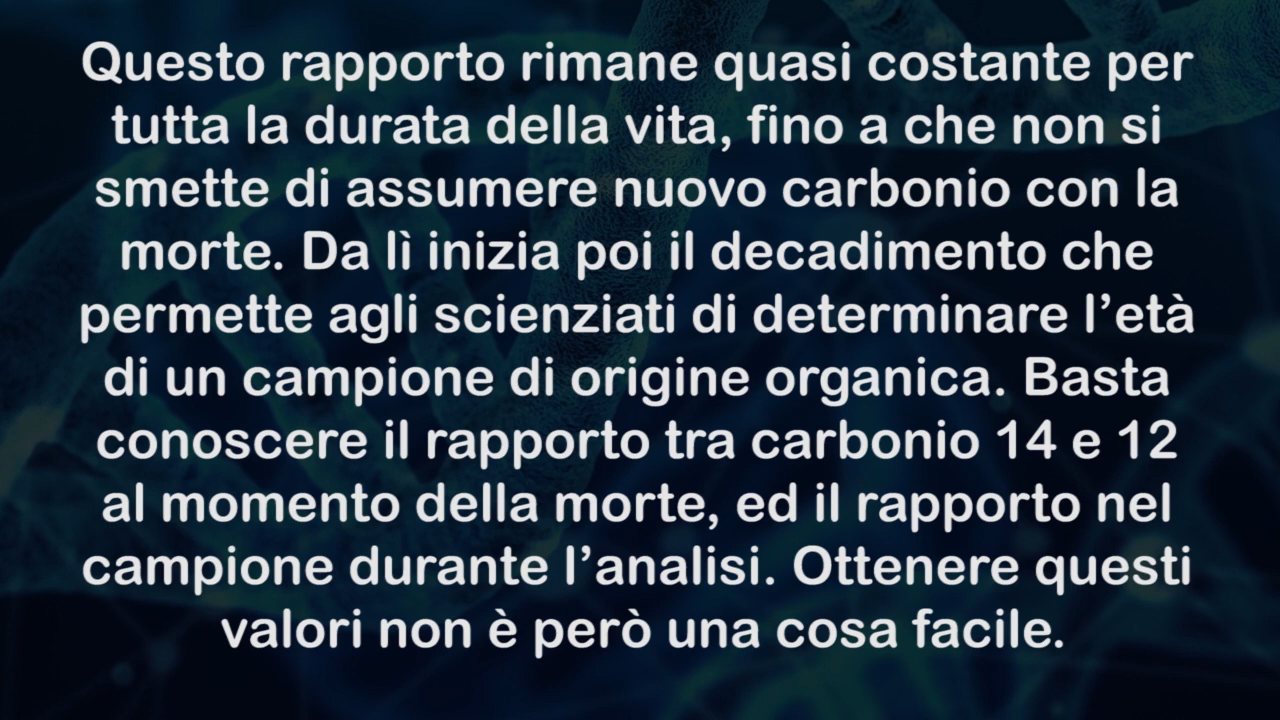 Questo rapporto rimane quasi costante per
tutta la durata della vita, fino a che non si
smette di assumere nuovo carbonio con la
morte. Da lì inizia poi il decadimento che
permette agli scienziati di determinare l’età
di un campione di origine organica. Basta
conoscere il rapporto tra carbonio 14 e 12
al momento della morte, ed il rapporto nel
campione durante l’analisi. Ottenere questi
valori non è però una cosa facile.